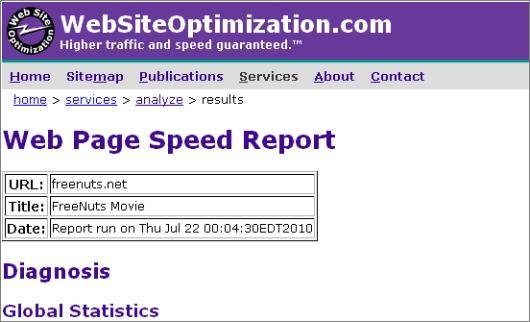 Web Site Optimization
WebSiteOptimization.com
Higher traffic and speed guaranteed.™
Home Sitemap Publications Services About Contact
home > services > analyze > results
Web Page Speed Report
URL: freenuts.net
Title: FreeNuts Movie
Date: Report run on Thu Jul 22 00:04:30EDT2010
Diagnosis
Global Statistics